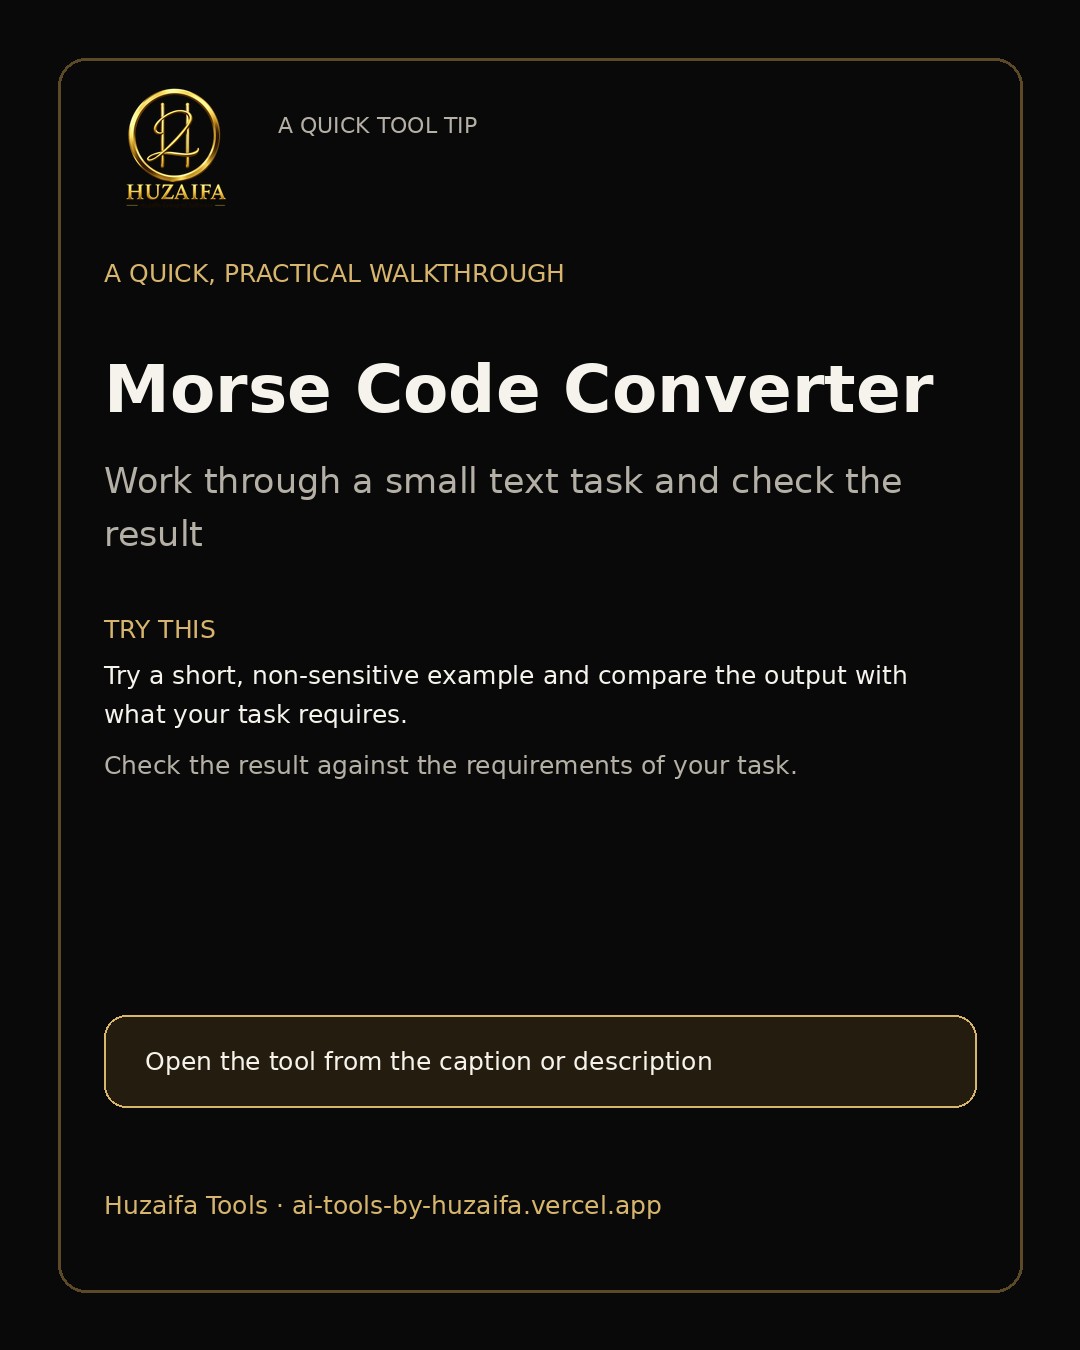 HUZAIFA
A QUICK TOOL TIP
A QUICK, PRACTICAL WALKTHROUGH
Morse Code Converter
Work through a small text task and check the
result
TRY THIS
Try a short, non-sensitive example and compare the output with
what your task requires.
Check the result against the requirements of your task.
Open the tool from the caption or description
Huzaifa Tools · ai-tools-by-huzaifa.vercel.app